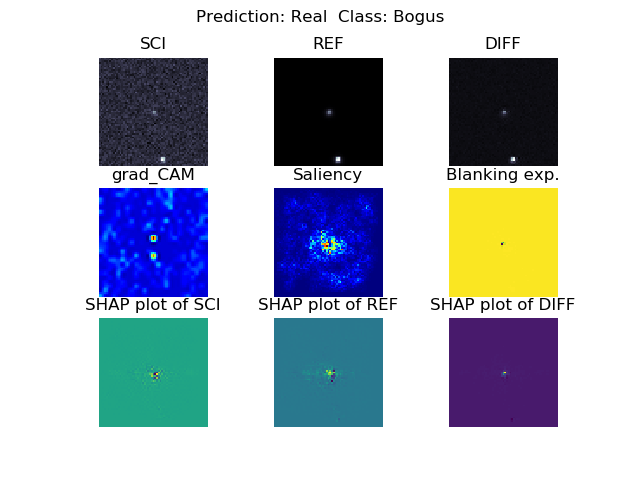 Prediction: Real  Class: Bogus
SCI REF DIFF
grad_CAM Saliency Blanking exp.
SHAP plot of SCI SHAP plot of REF SHAP plot of DIFF